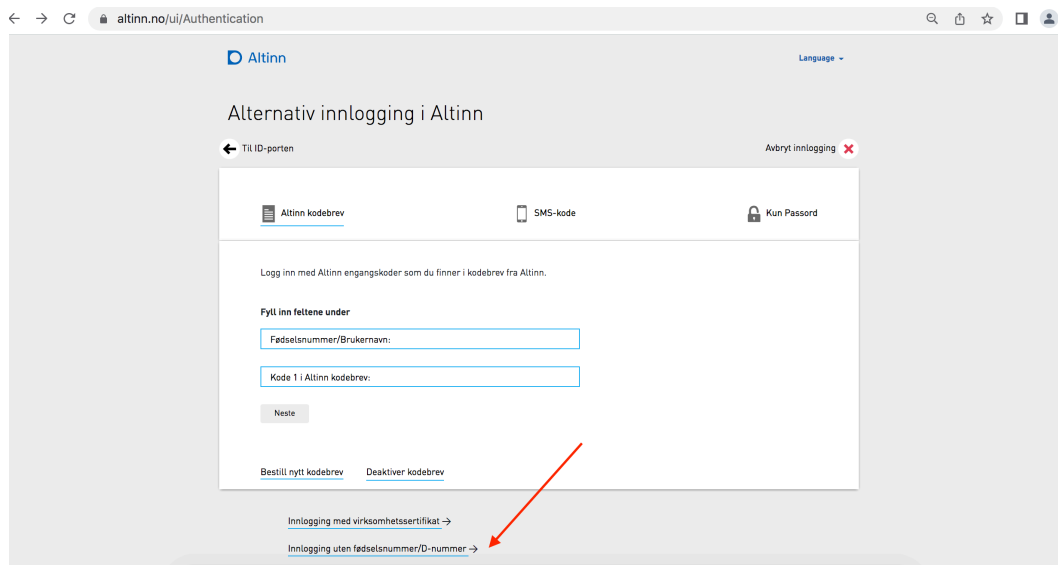 altinn.no/ui/Authentication
Altinn
Language
Alternativ innlogging i Altinn
Til ID-porten
Avbryt innlogging
Altinn kodebrev
SMS-kode
Kun Passord
Logg inn med Altinn engangskoder som du finner i kodebrev fra Altinn.
Fyll inn feltene under
Fødselsnummer/Brukernavn:
Kode 1 i Altinn kodebrev:
Neste
Bestill nytt kodebrev
Deaktiver kodebrev
Innlogging med virksomhetssertifikat
Innlogging uten fødselsnummer/D-nummer